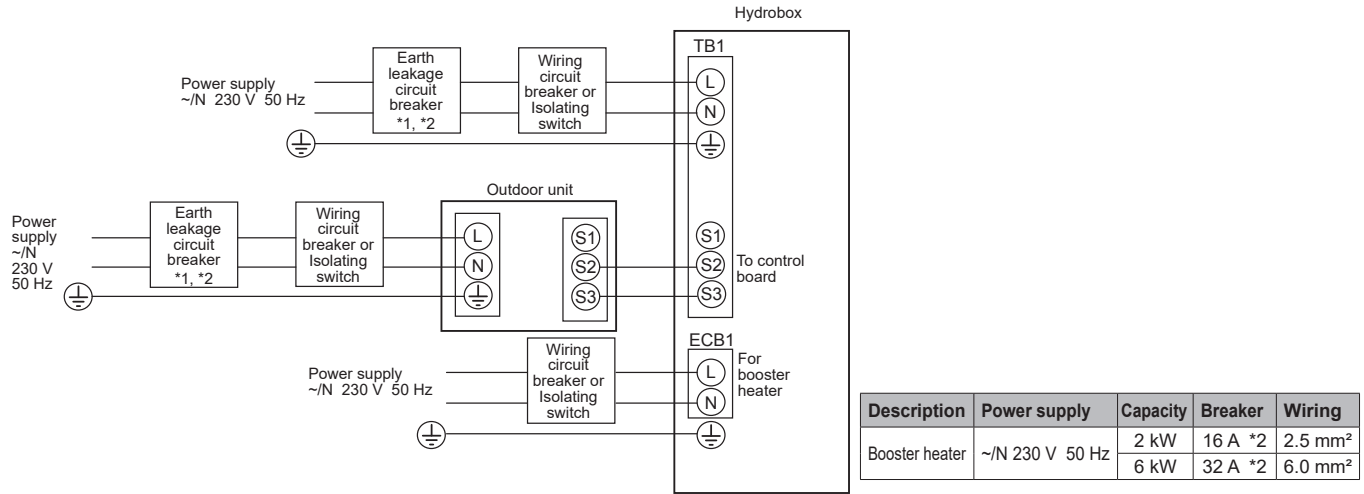 Hydrobox
TB1
Power supply
~/N 230 V 50 Hz
Earth
leakage
circuit
breaker
*1, *2
Wiring
circuit
breaker or
Isolating
switch
L
N
Outdoor unit
Power
supply
~/N
230 V
50 Hz
Earth
leakage
circuit
breaker
*1, *2
Wiring
circuit
breaker or
Isolating
switch
L
N
S1
S2
S3
S1
S2
S3
To control
board
ECB1
Power supply
~/N 230 V 50 Hz
Wiring
circuit
breaker or
Isolating
switch
L
N
For
booster
heater
Description Power supply Capacity Breaker Wiring
Booster heater ~/N 230 V 50 Hz 2 kW 16 A *2 2.5 mm²
6 kW 32 A *2 6.0 mm²